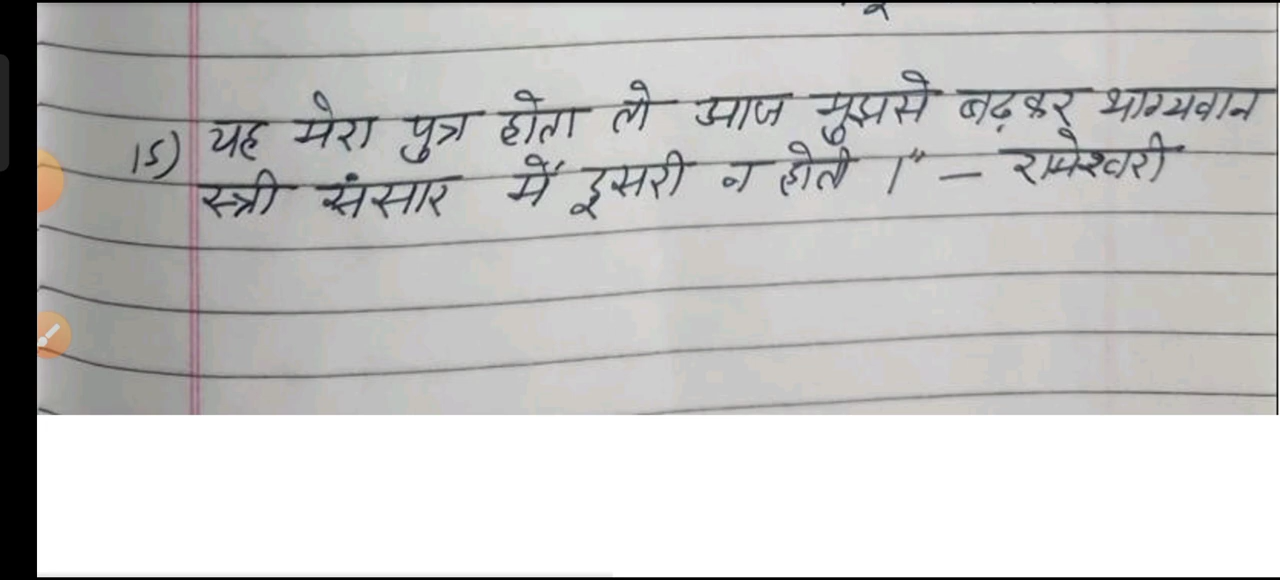 15) यह मेरा पुत्र होता तो आज मुझसे बढ़कर भाग्यवान
स्त्री संसार में दूसरी न होती ।" – रामेश्वरी